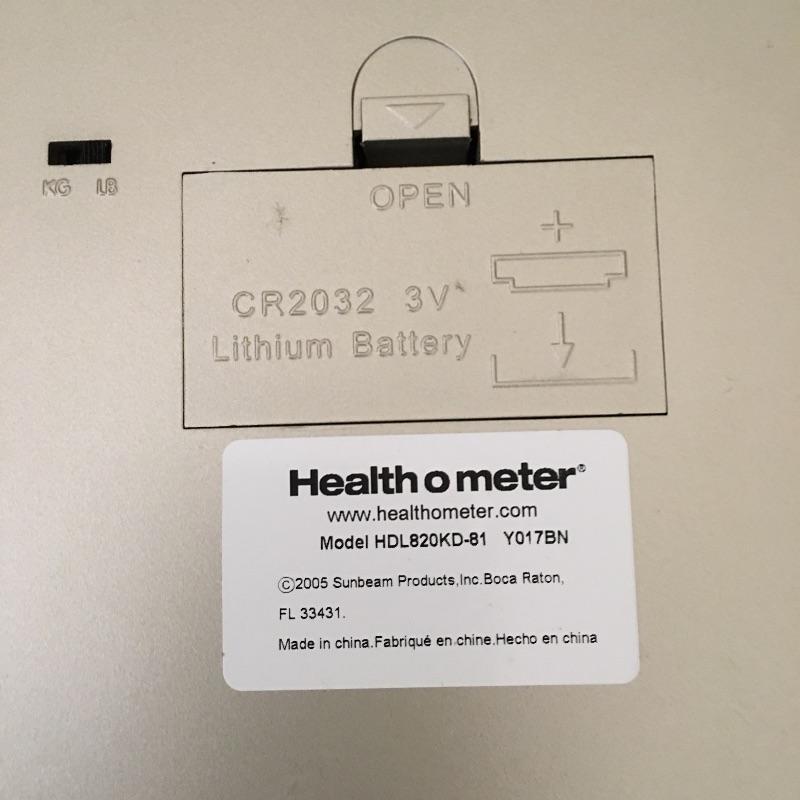 KG LB
OPEN
+
CR2032 3V
Lithium Battery
Health o meter®
www.healthometer.com
Model HDL820KD-81 Y017BN
©2005 Sunbeam Products,Inc.Boca Raton,
FL 33431.
Made in china.Fabriqué en chine.Hecho en china